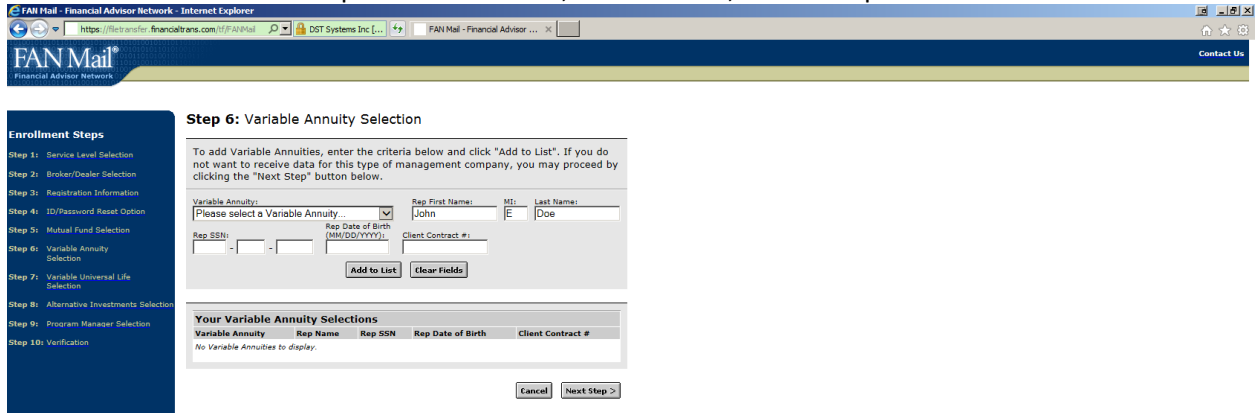 FAN Mail - Financial Advisor Network - Internet Explorer
https://filetransfer.financialtrans.com/tf/FANMail
DST Systems Inc [...
FAN Mail - Financial Advisor ...
FAN Mail®
Financial Advisor Network
Contact Us
Enrollment Steps
Step 1: Service Level Selection
Step 2: Broker/Dealer Selection
Step 3: Registration Information
Step 4: ID/Password Reset Option
Step 5: Mutual Fund Selection
Step 6: Variable Annuity
Selection
Step 7: Variable Universal Life
Selection
Step 8: Alternative Investments Selection
Step 9: Program Manager Selection
Step 10: Verification
Step 6: Variable Annuity Selection
To add Variable Annuities, enter the criteria below and click "Add to List". If you do
not want to receive data for this type of management company, you may proceed by
clicking the "Next Step" button below.
Variable Annuity: Rep First Name: MI: Last Name:
Please select a Variable Annuity... John E Doe
Rep SSN: Rep Date of Birth
(MM/DD/YYYY): Client Contract #:
- -
Add to List Clear Fields
Your Variable Annuity Selections
Variable Annuity Rep Name Rep SSN Rep Date of Birth Client Contract #
No Variable Annuities to display.
Cancel Next Step >